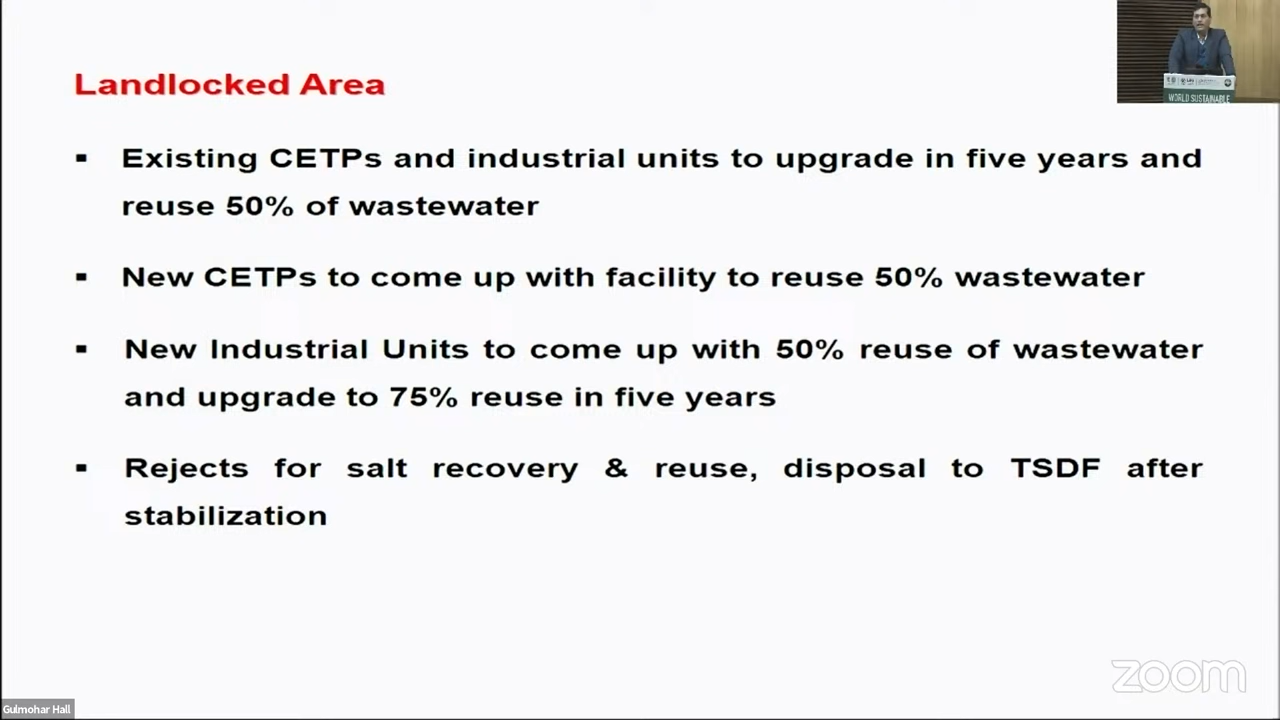 Landlocked Area
WORLD SUSTAINABLE
▪ Existing CETPs and industrial units to upgrade in five years and
reuse 50% of wastewater
▪ New CETPs to come up with facility to reuse 50% wastewater
▪ New Industrial Units to come up with 50% reuse of wastewater
and upgrade to 75% reuse in five years
▪ Rejects for salt recovery & reuse, disposal to TSDF after
stabilization
zoom
Gulmohar Hall